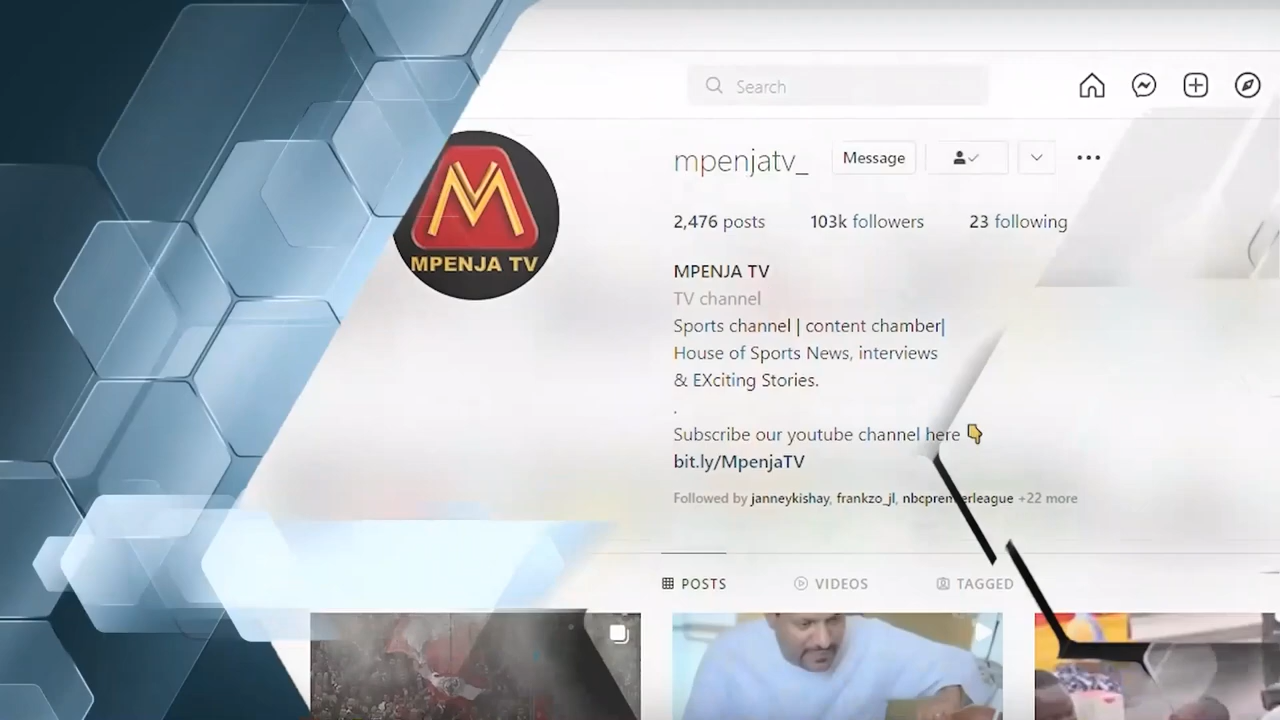 Search
mpenjatv_ Message
2,476 posts 103k followers 23 following
MPENJA TV
MPENJA TV
TV channel
Sports channel | content chamber|
House of Sports News, interviews
& EXciting Stories.
.
Subscribe our youtube channel here 👇
bit.ly/MpenjaTV
Followed by janneykishay, frankzo_jl, nbcpremierleague +22 more
POSTS VIDEOS TAGGED